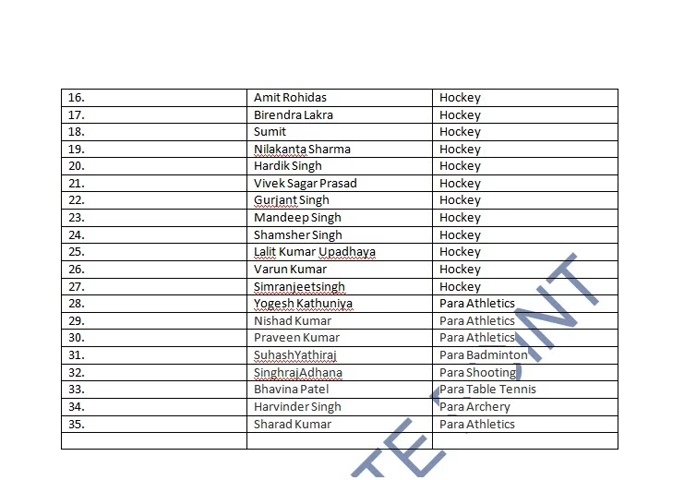 16. Amit Rohidas Hockey
17. Birendra Lakra Hockey
18. Sumit Hockey
19. Nilakanta Sharma Hockey
20. Hardik Singh Hockey
21. Vivek Sagar Prasad Hockey
22. Gurjant Singh Hockey
23. Mandeep Singh Hockey
24. Shamsher Singh Hockey
25. Lalit Kumar Upadhaya Hockey
26. Varun Kumar Hockey
27. Simranjeetsingh Hockey
28. Yogesh Kathuniya Para Athletics
29. Nishad Kumar Para Athletics
30. Praveen Kumar Para Athletics
31. SuhashYathiraj Para Badminton
32. SinghrajAdhana Para Shooting
33. Bhavina Patel Para Table Tennis
34. Harvinder Singh Para Archery
35. Sharad Kumar Para Athletics